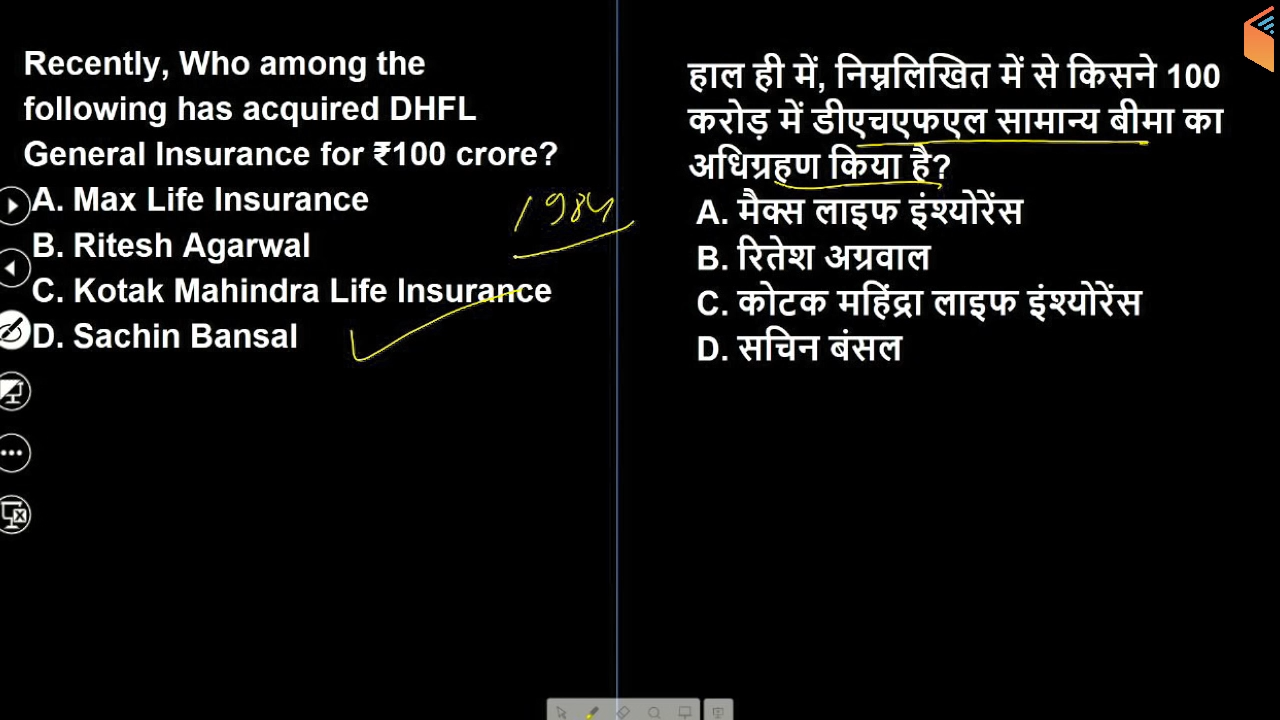 Recently, Who among the
following has acquired DHFL
General Insurance for ₹100 crore?
A. Max Life Insurance
B. Ritesh Agarwal
C. Kotak Mahindra Life Insurance
D. Sachin Bansal
1984
हाल ही में, निम्नलिखित में से किसने 100
करोड़ में डीएचएफएल सामान्य बीमा का
अधिग्रहण किया है?
A. मैक्स लाइफ इंश्योरेंस
B. रितेश अग्रवाल
C. कोटक महिंद्रा लाइफ इंश्योरेंस
D. सचिन बंसल